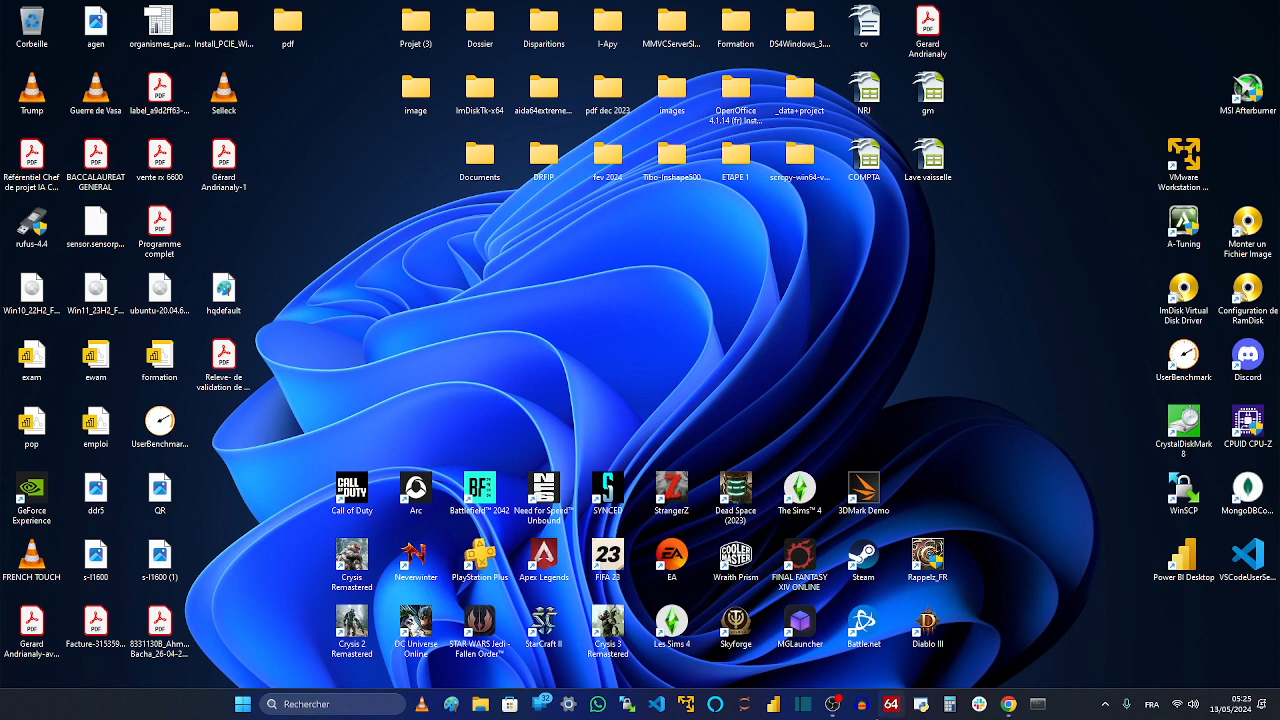 Corbeille
agen
organismes_par...
Install_PCIE_Wi...
pdf
Projet (2)
Dossier
Disparitions
I-Apy
MMVCServerSI...
Formation
DS4Windows_3....
cv
Gerard
Andrianaly
Trump
Guerre de Vasa
label_a9d2ff63-...
Selleck
image
ImDiskTk-x64
aida64extreme...
pdf dec 2023
images
OpenOffice
4.1.14 (fr) Inst...
_data+project
NRJ
gm
MSI Afterburner
Référentiel Chef
de projet IA C...
BACCALAUREAT
GENERAL
vente rx 6600
Gérard
Andrianaly-1
Documents
DRFIP
fev 2024
Tibo-Inshape500
ETAPE 1
scrcpy-win64-v...
COMPTA
Lave vaisselle
VMware
Workstation ...
rufus-4.4
sensor.sensorp...
Programme
complet
A-Tuning
Monter un
Fichier Image
Win10_22H2_F...
Win11_23H2_F...
ubuntu-20.04.6...
hqdefault
ImDisk Virtual
Disk Driver
Configuration de
RamDisk
exam
ewam
formation
Releve- de
validation de ...
UserBenchmark
Discord
pop
emploi
UserBenchmar...
CrystalDiskMark
8
CPUID CPU-Z
GeForce
Experience
ddr5
QR
Call of Duty
Arc
Battlefield™ 2042
Need for Speed™
Unbound
SYNCED
StrangerZ
Dead Space
(2023)
The Sims™ 4
3DMark Demo
WinSCP
MongoDBCo...
FRENCH TOUCH
s-l1600
s-l1600 (1)
Crysis
Remastered
Neverwinter
PlayStation Plus
Apex Legends
FIFA 23
EA
Wraith Prism
FINAL FANTASY
XIV ONLINE
Steam
Rappelz_FR
Power BI Desktop
VSCodeUserSe...
Gerard
Andrianaly-av...
Facture-315359...
8331130B_Ahm...
Bacha_26-04-2...
Crysis 2
Remastered
DC Universe
Online
STAR WARS Jedi -
Fallen Order™
StarCraft II
Crysis 3
Remastered
Les Sims 4
Skyforge
MGLauncher
Battle.net
Diablo III
Rechercher
32
64
FRA
05:25
13/05/2024